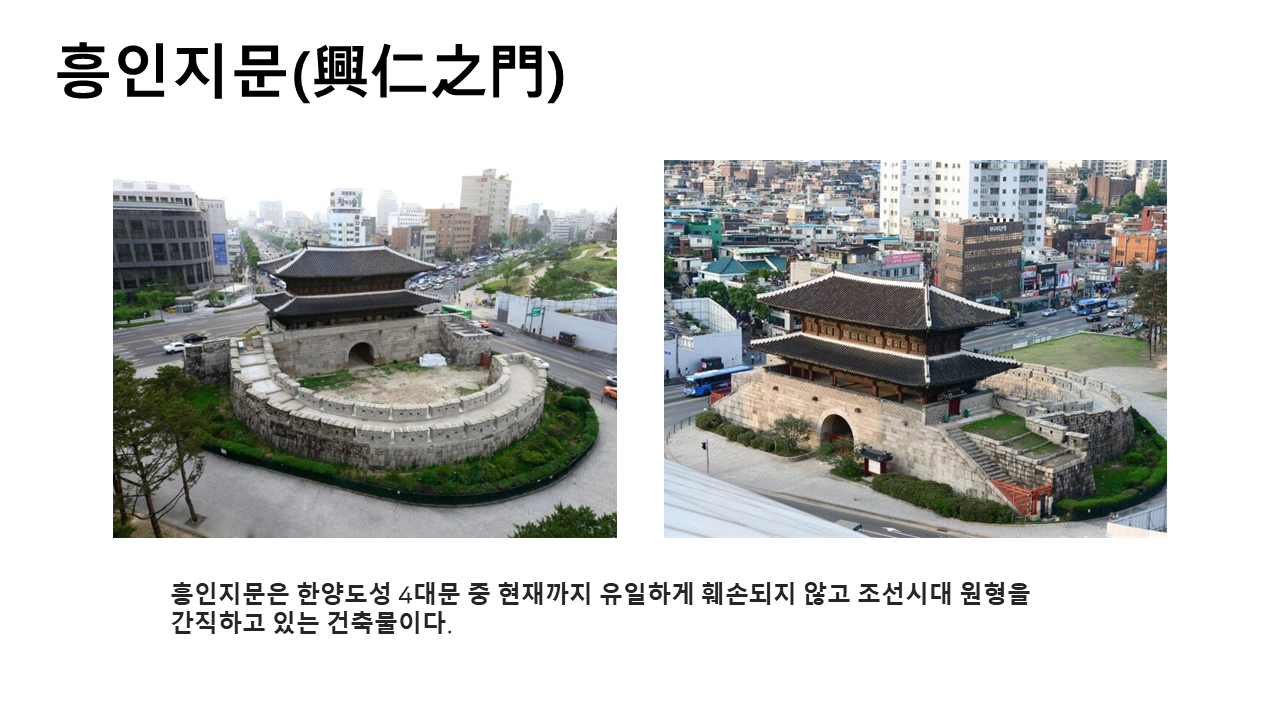 흥인지문(興仁之門)
흥인지문은 한양도성 4대문 중 현재까지 유일하게 훼손되지 않고 조선시대 원형을
간직하고 있는 건축물이다.